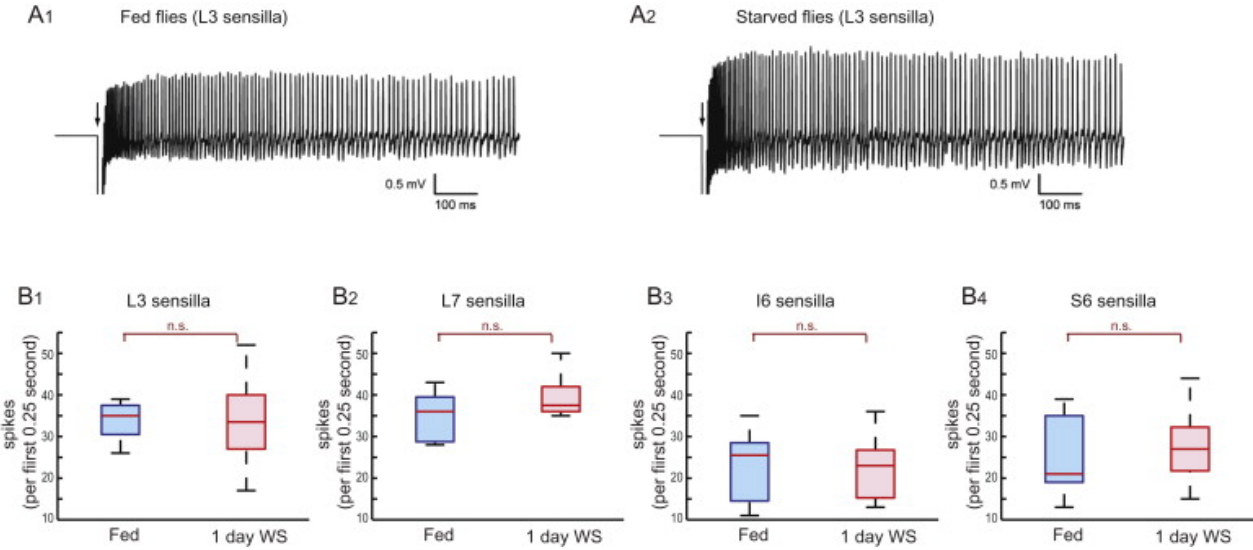 A1 Fed flies (L3 sensilla)
A2 Starved flies (L3 sensilla)
0.5 mV
100 ms
0.5 mV
100 ms
B1 L3 sensilla
n.s.
spikes
(per fiirst 0.25 second)
50
40
30
20
10
Fed 1 day WS
B2 L7 sensilla
n.s.
spikes
(per fiirst 0.25 second)
50
40
30
20
10
Fed 1 day WS
B3 I6 sensilla
n.s.
spikes
(per fiirst 0.25 second)
50
40
30
20
10
Fed 1 day WS
B4 S6 sensilla
n.s.
spikes
(per fiirst 0.25 second)
50
40
30
20
10
Fed 1 day WS